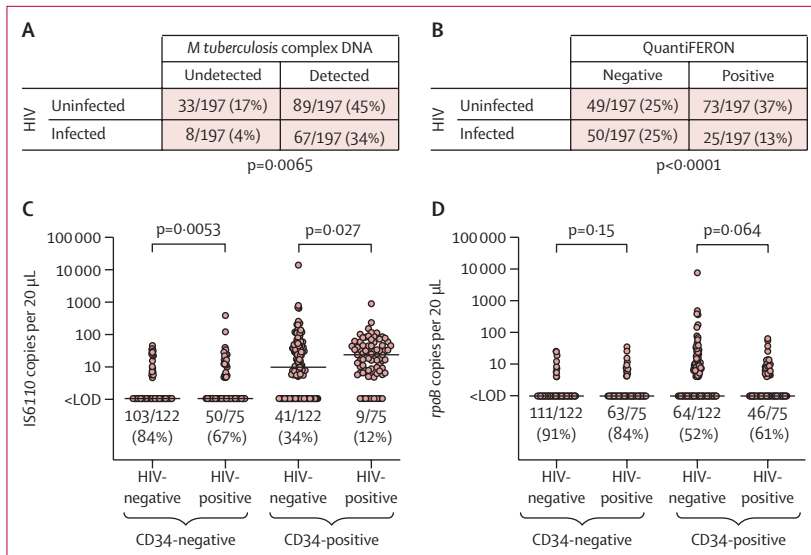 A
M tuberculosis complex DNA
Undetected Detected
HIV
Uninfected 33/197 (17%) 89/197 (45%)
Infected 8/197 (4%) 67/197 (34%)
p=0·0065
B
QuantiFERON
Negative Positive
HIV
Uninfected 49/197 (25%) 73/197 (37%)
Infected 50/197 (25%) 25/197 (13%)
p<0·0001
C
IS6110 copies per 20 µL
p=0·0053 p=0·027
100 000
10 000
1000
100
10
<LOD
103/122 50/75 41/122 9/75
(84%) (67%) (34%) (12%)
HIV- HIV- HIV- HIV-
negative positive negative positive
CD34-negative CD34-positive
D
rpoB copies per 20 µL
p=0·15 p=0·064
100 000
10 000
1000
100
10
<LOD
111/122 63/75 64/122 46/75
(91%) (84%) (52%) (61%)
HIV- HIV- HIV- HIV-
negative positive negative positive
CD34-negative CD34-positive